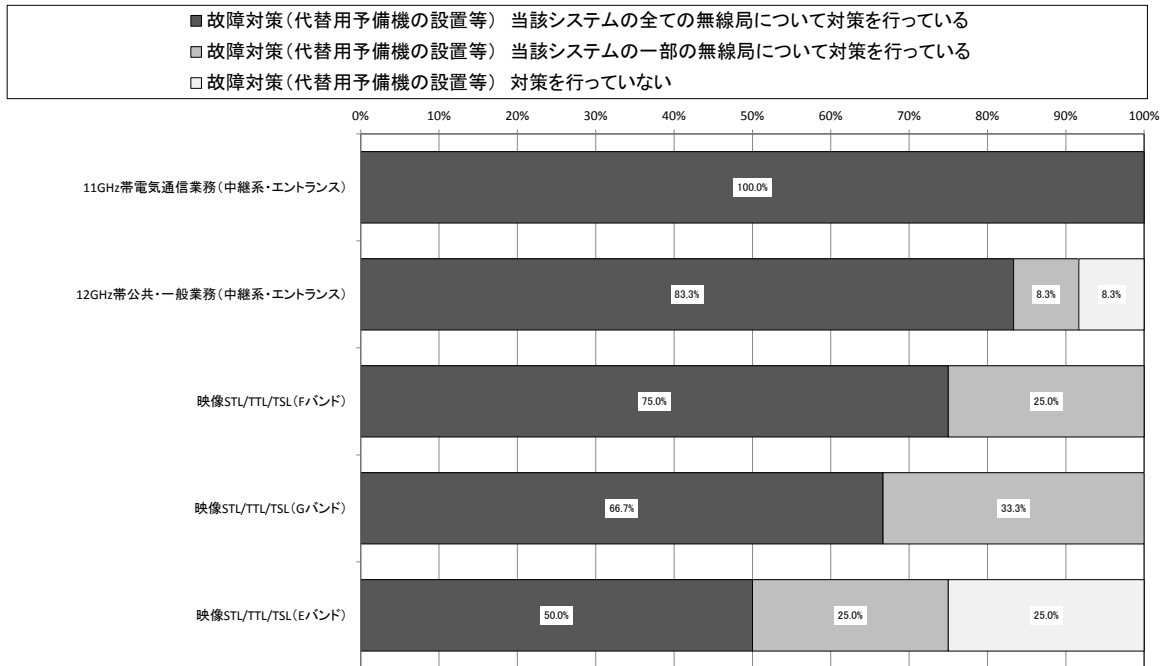 ■故障対策(代替用予備機の設置等) 当該システムの全ての無線局について対策を行っている
■故障対策(代替用予備機の設置等) 当該システムの一部の無線局について対策を行っている
□故障対策(代替用予備機の設置等) 対策を行っていない
0% 10% 20% 30% 40% 50% 60% 70% 80% 90% 100%
11GHz帯電気通信業務(中継系・エントランス) 100.0%
12GHz帯公共・一般業務(中継系・エントランス) 83.3% 8.3% 8.3%
映像STL/TTL/TSL(Fバンド) 75.0% 25.0%
映像STL/TTL/TSL(Gバンド) 66.7% 33.3%
映像STL/TTL/TSL(Eバンド) 50.0% 25.0% 25.0%